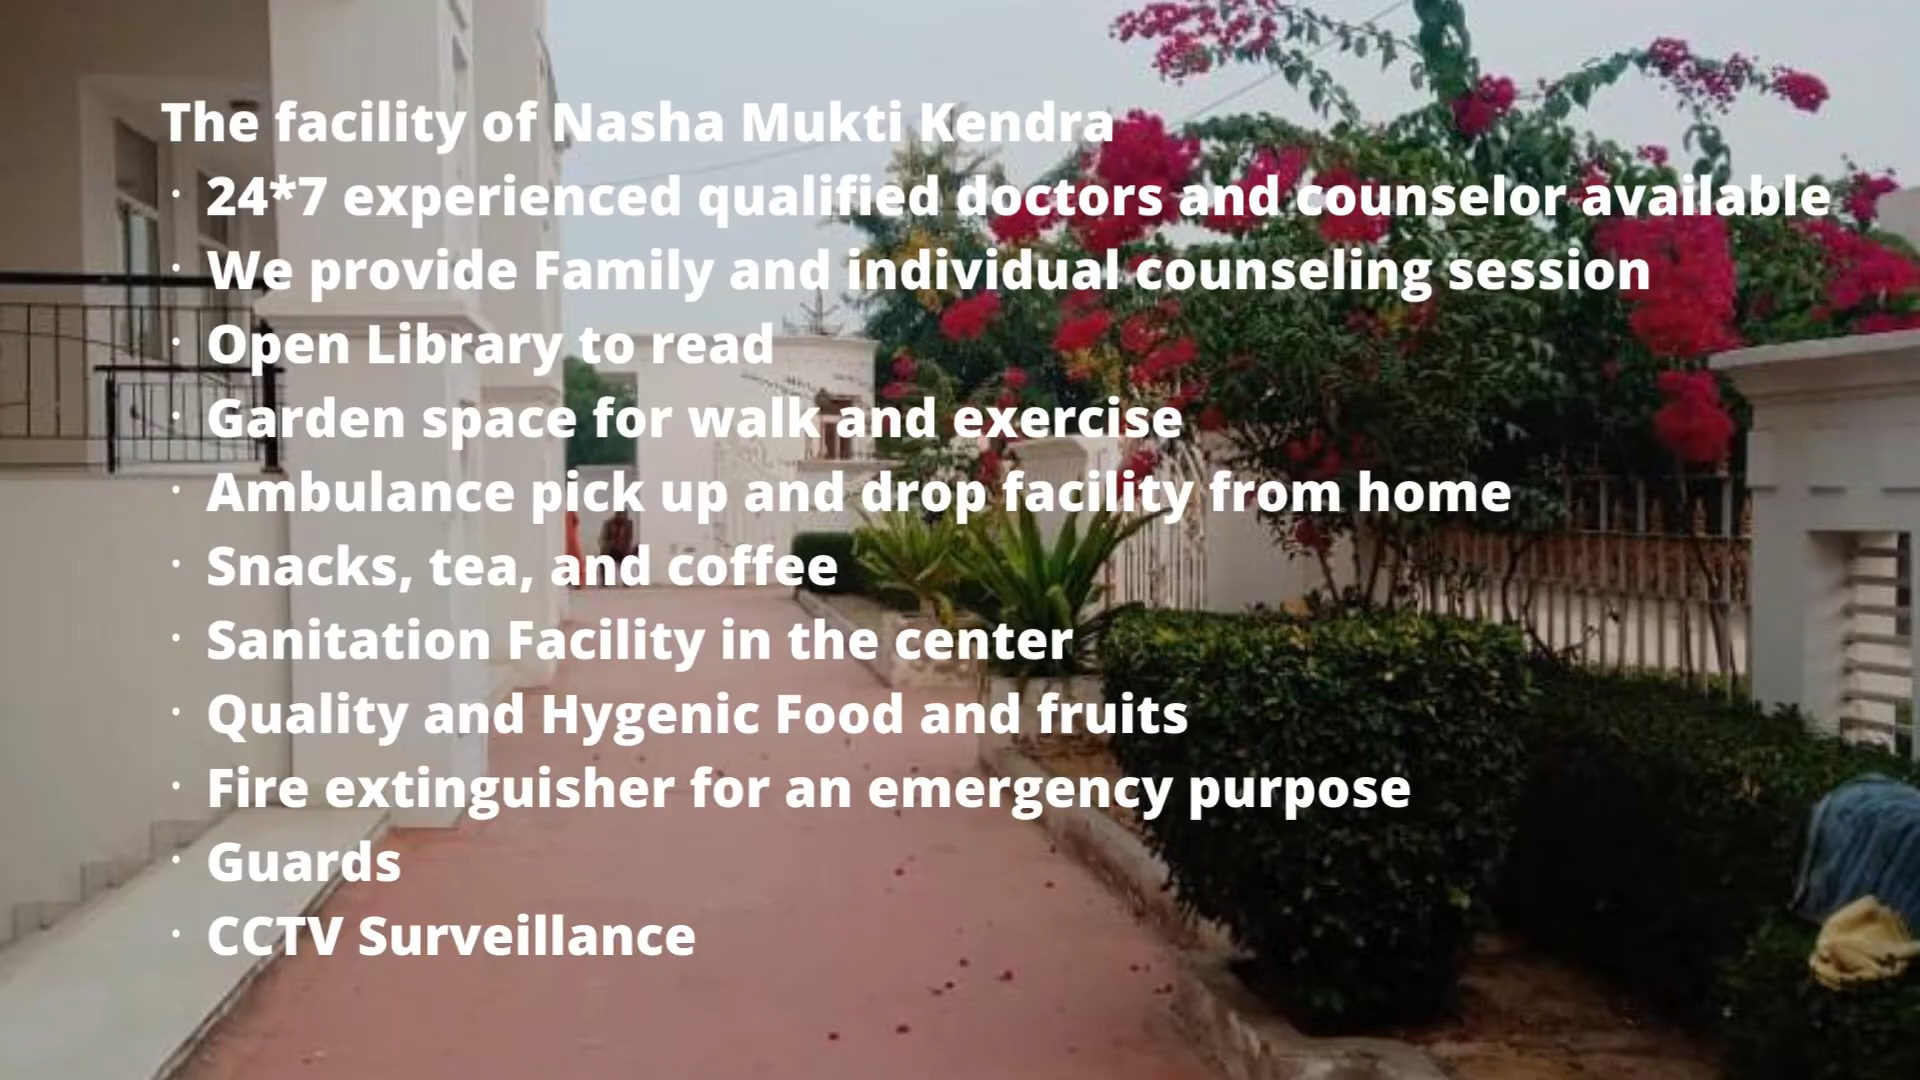 The facility of Nasha Mukti Kendra
· 24*7 experienced qualified doctors and counselor available
· We provide Family and individual counseling session
· Open Library to read
· Garden space for walk and exercise
· Ambulance pick up and drop facility from home
· Snacks, tea, and coffee
· Sanitation Facility in the center
· Quality and Hygenic Food and fruits
· Fire extinguisher for an emergency purpose
· Guards
· CCTV Surveillance